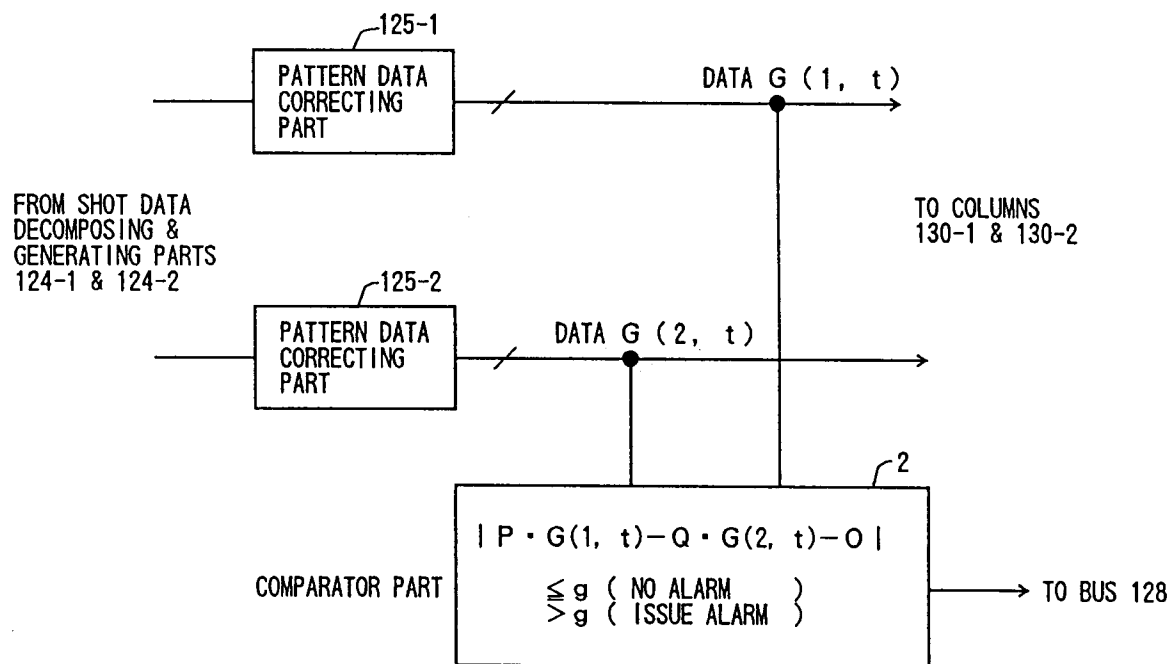 125-1
PATTERN DATA
CORRECTING
PART
DATA G (1, t)
FROM SHOT DATA
DECOMPOSING &
GENERATING PARTS
124-1 & 124-2
TO COLUMNS
130-1 & 130-2
125-2
PATTERN DATA
CORRECTING
PART
DATA G (2, t)
2
|P・G(1, t)−Q・G(2, t)−O|
COMPARATOR PART
≦g ( NO ALARM )
>g ( ISSUE ALARM )
TO BUS 128